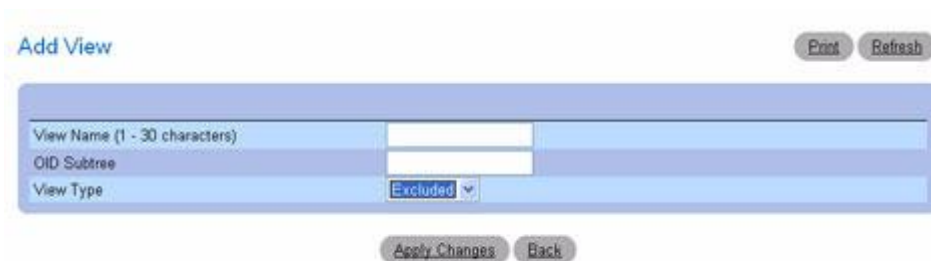 Add View
Print Refresh
View Name (1 - 30 characters)
OID Subtree
View Type Excluded
Apply Changes Back